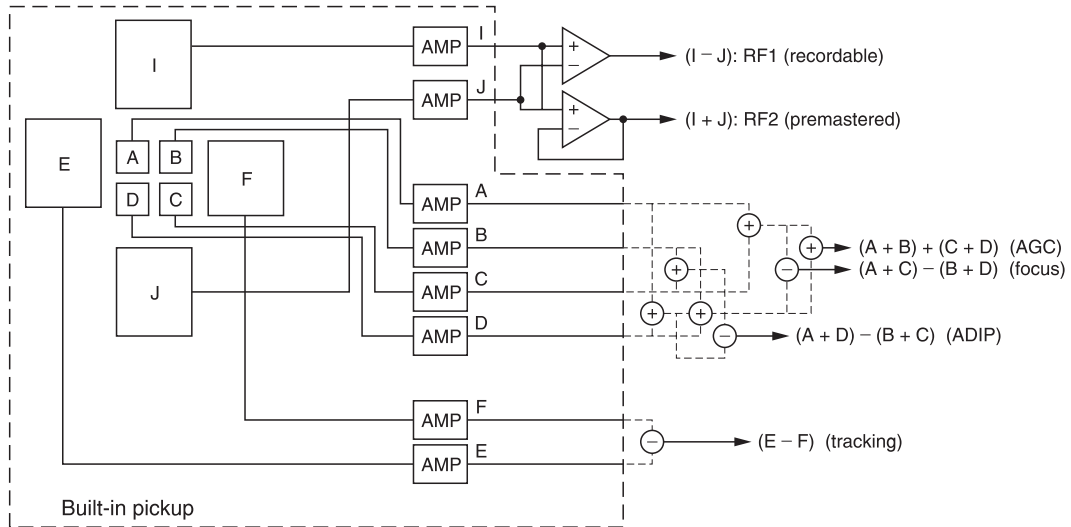 I
AMP
I
+
−
(I − J): RF1 (recordable)
AMP
J
+
−
(I + J): RF2 (premastered)
E
A
B
F
D
C
J
AMP
A
AMP
B
AMP
C
AMP
D
+
+
(A + B) + (C + D) (AGC)
+
−
(A + C) − (B + D) (focus)
+
+
−
(A + D) − (B + C) (ADIP)
AMP
F
−
(E − F) (tracking)
AMP
E
Built-in pickup